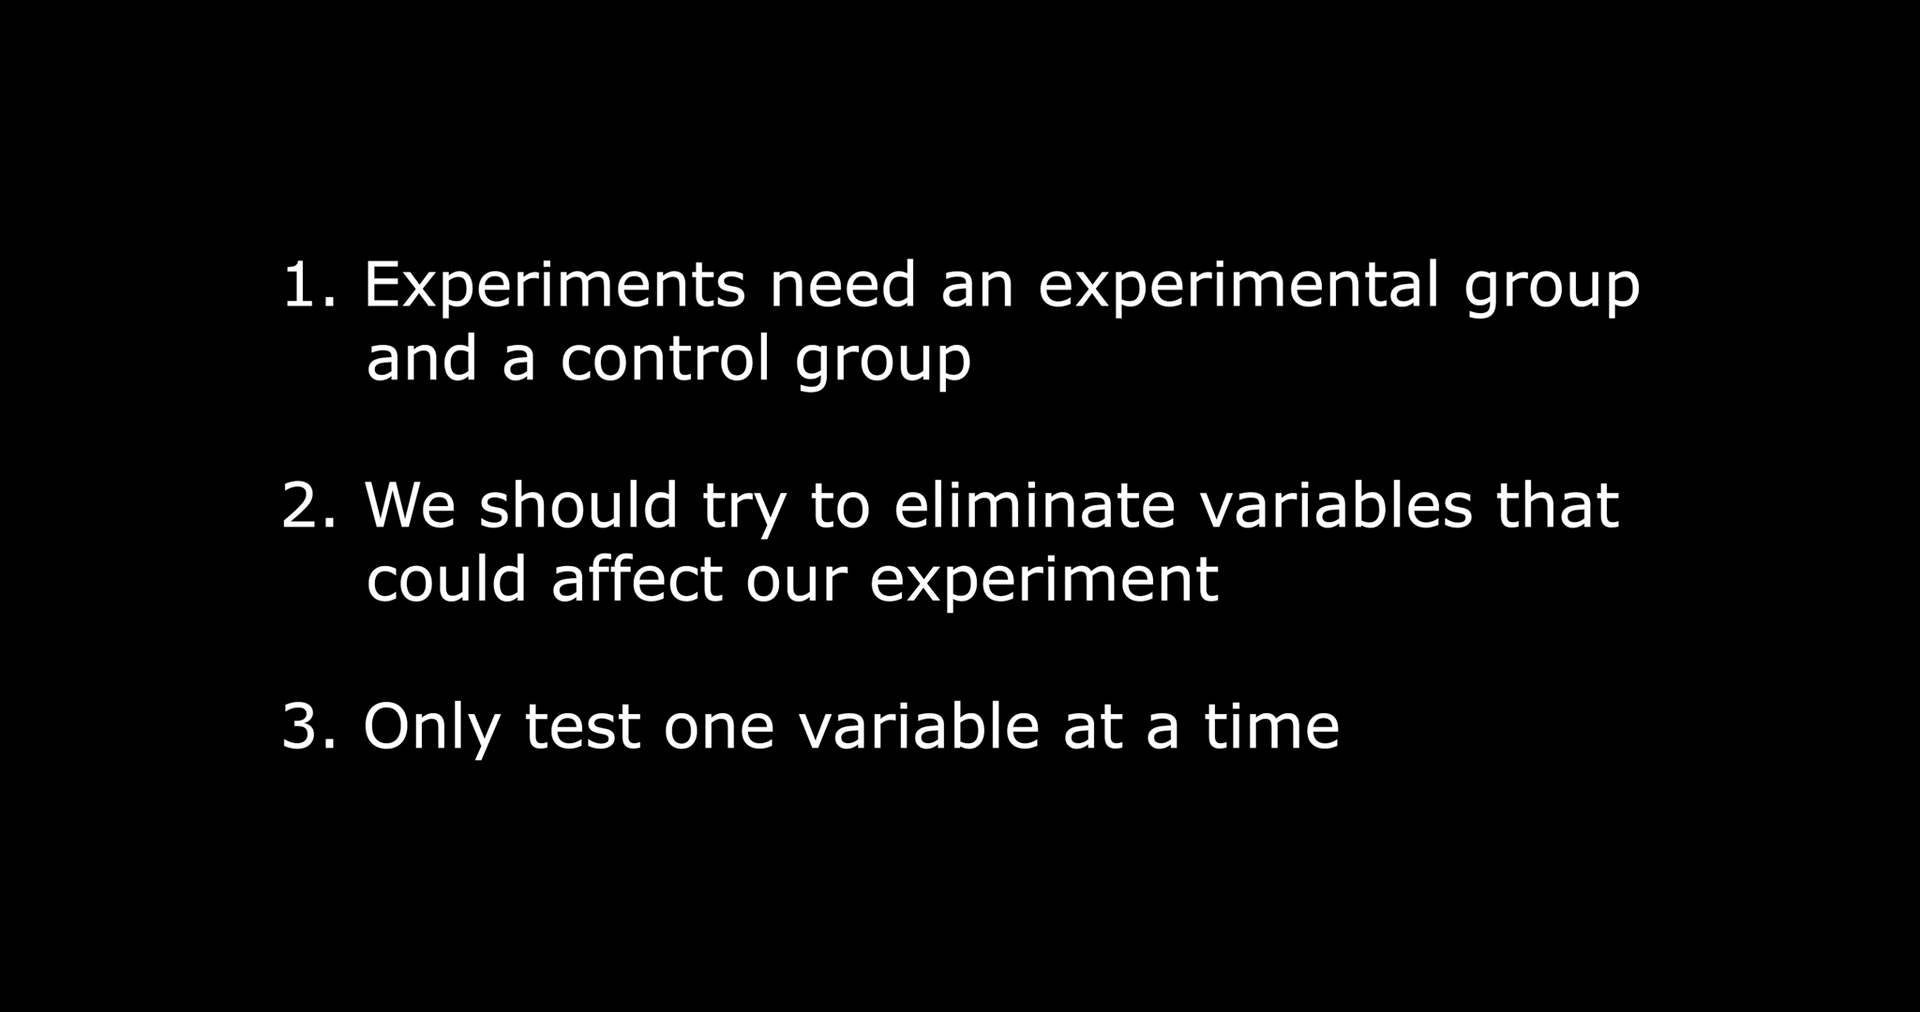 1. Experiments need an experimental group
and a control group
2. We should try to eliminate variables that
could affect our experiment
3. Only test one variable at a time